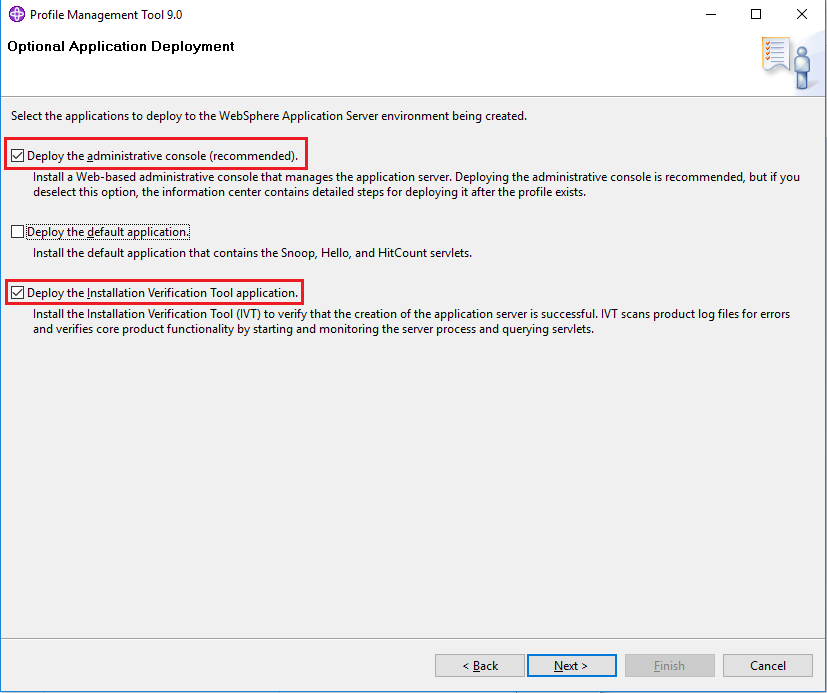 Profile Management Tool 9.0
Optional Application Deployment
Select the applications to deploy to the WebSphere Application Server environment being created.
Deploy the administrative console (recommended).
Install a Web-based administrative console that manages the application server. Deploying the administrative console is recommended, but if you
deselect this option, the information center contains detailed steps for deploying it after the profile exists.
Deploy the default application.
Install the default application that contains the Snoop, Hello, and HitCount servlets.
Deploy the Installation Verification Tool application.
Install the Installation Verification Tool (IVT) to verify that the creation of the application server is successful. IVT scans product log files for errors
and verifies core product functionality by starting and monitoring the server process and querying servlets.
< Back Next > Finish Cancel